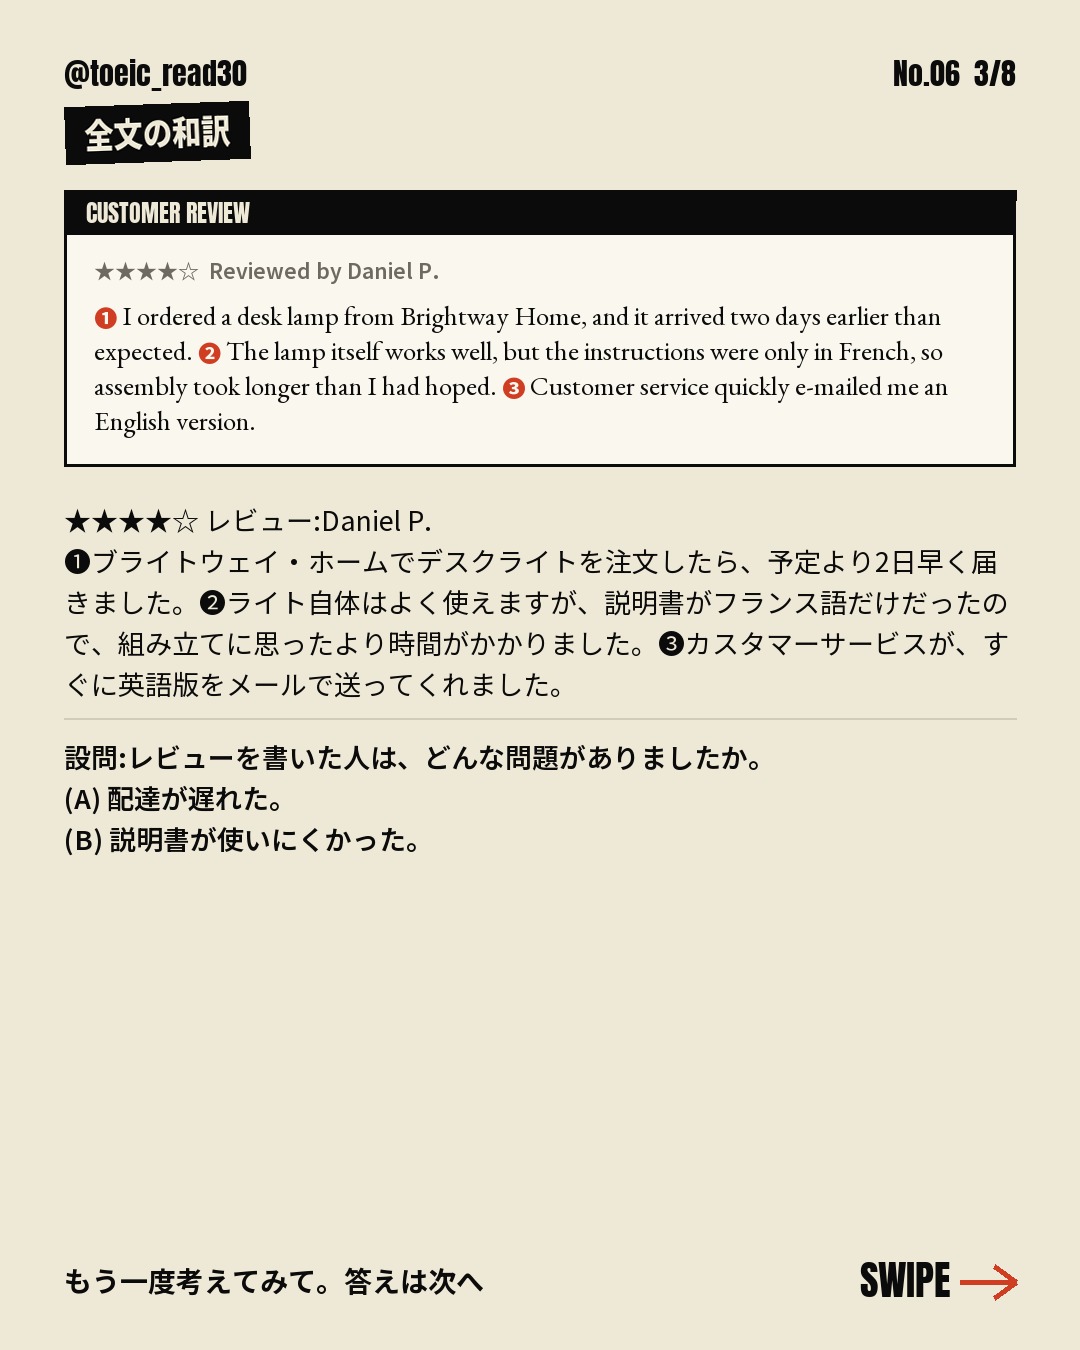 @toeic_read30
No.06 3/8
全文の和訳
CUSTOMER REVIEW
★★★★☆ Reviewed by Daniel P.
❶ I ordered a desk lamp from Brightway Home, and it arrived two days earlier than
expected. ❷ The lamp itself works well, but the instructions were only in French, so
assembly took longer than I had hoped. ❸ Customer service quickly e-mailed me an
English version.
★★★★☆ レビュー:Daniel P.
❶ブライトウェイ・ホームでデスクライトを注文したら、予定より2日早く届
きました。❷ライト自体はよく使えますが、説明書がフランス語だけだったの
で、組み立てに思ったより時間がかかりました。❸カスタマーサービスが、す
ぐに英語版をメールで送ってくれました。
設問:レビューを書いた人は、どんな問題がありましたか。
(A) 配達が遅れた。
(B) 説明書が使いにくかった。
もう一度考えてみて。答えは次へ
SWIPE